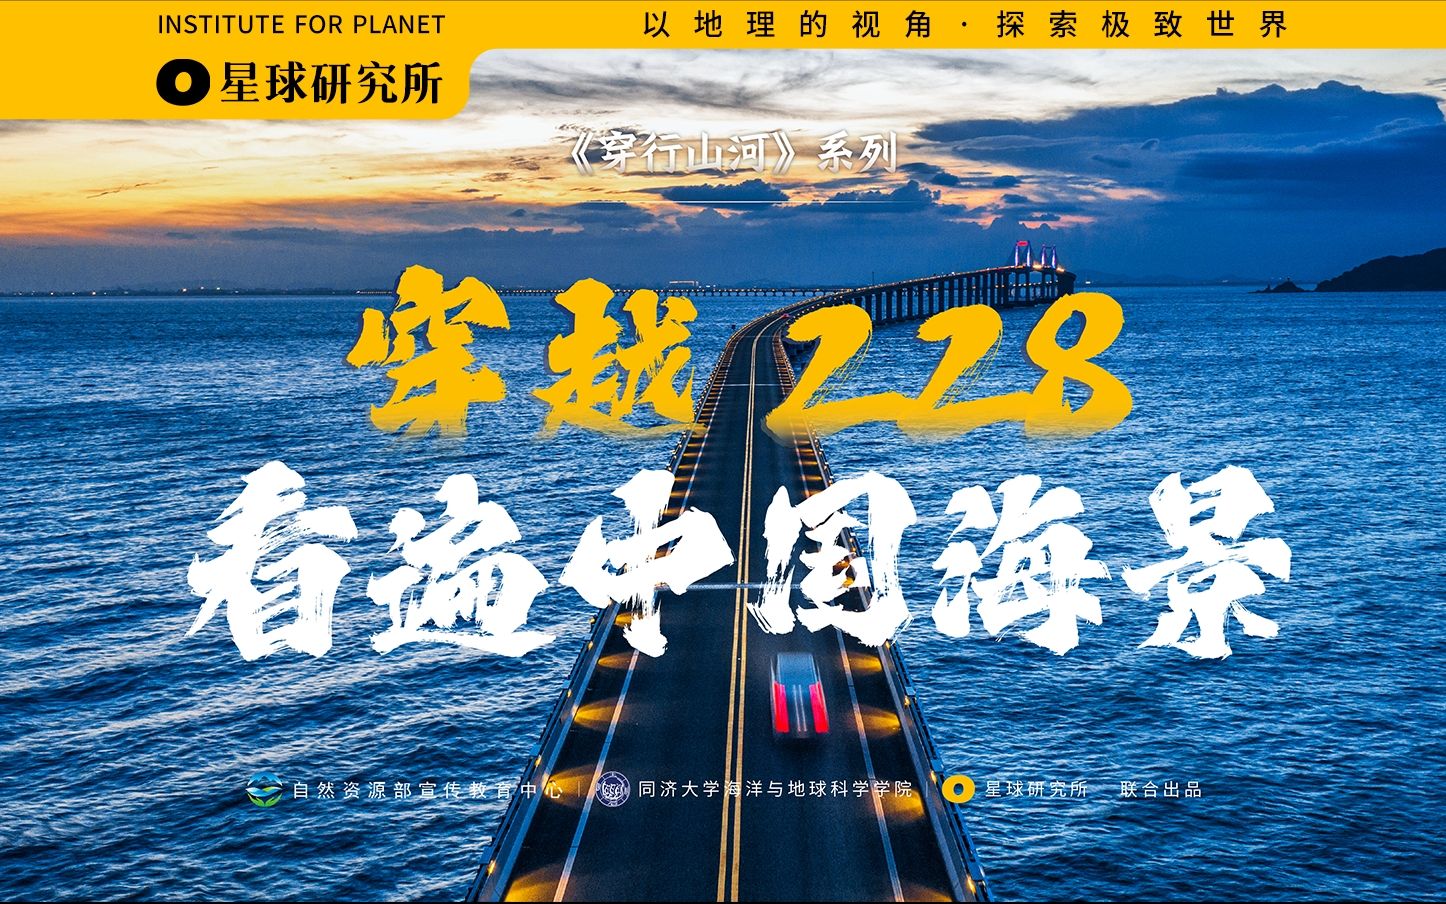 INSTITUTE FOR PLANET
以地理的视角·探索极致世界
星球研究所
《穿行山河》系列
穿越228
看遍中国海景
自然资源部宣传教育中心 | 同济大学海洋与地球科学学院 | 星球研究所 联合出品